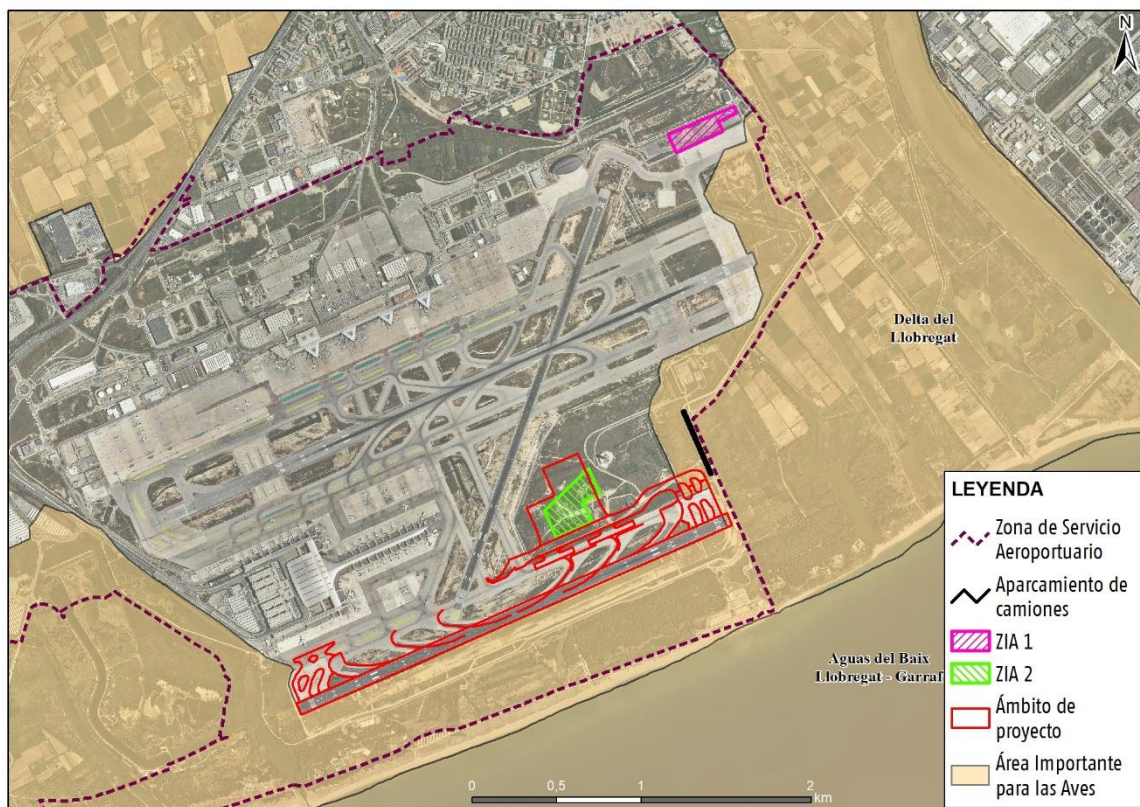 N
Delta del
Llobregat
Aguas del Baix
Llobregat - Garraf
LEYENDA
Zona de Servicio
Aeroportuario
Aparcamiento de
camiones
ZIA 1
ZIA 2
Ámbito de
proyecto
Área Importante
para las Aves
0 0,5 1 2
km